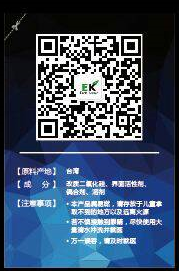 EK
【原料产地】 台湾
【成 分】 改质二氧化硅、界面活性剂、
偶合剂、溶剂
【注意事项】 • 本产品属易燃，请存放于儿童拿
取不到的地方以及远离火源
• 若不慎接触到眼睛，尽快使用大
量清水冲洗并就医
• 万一误食，请及时就医